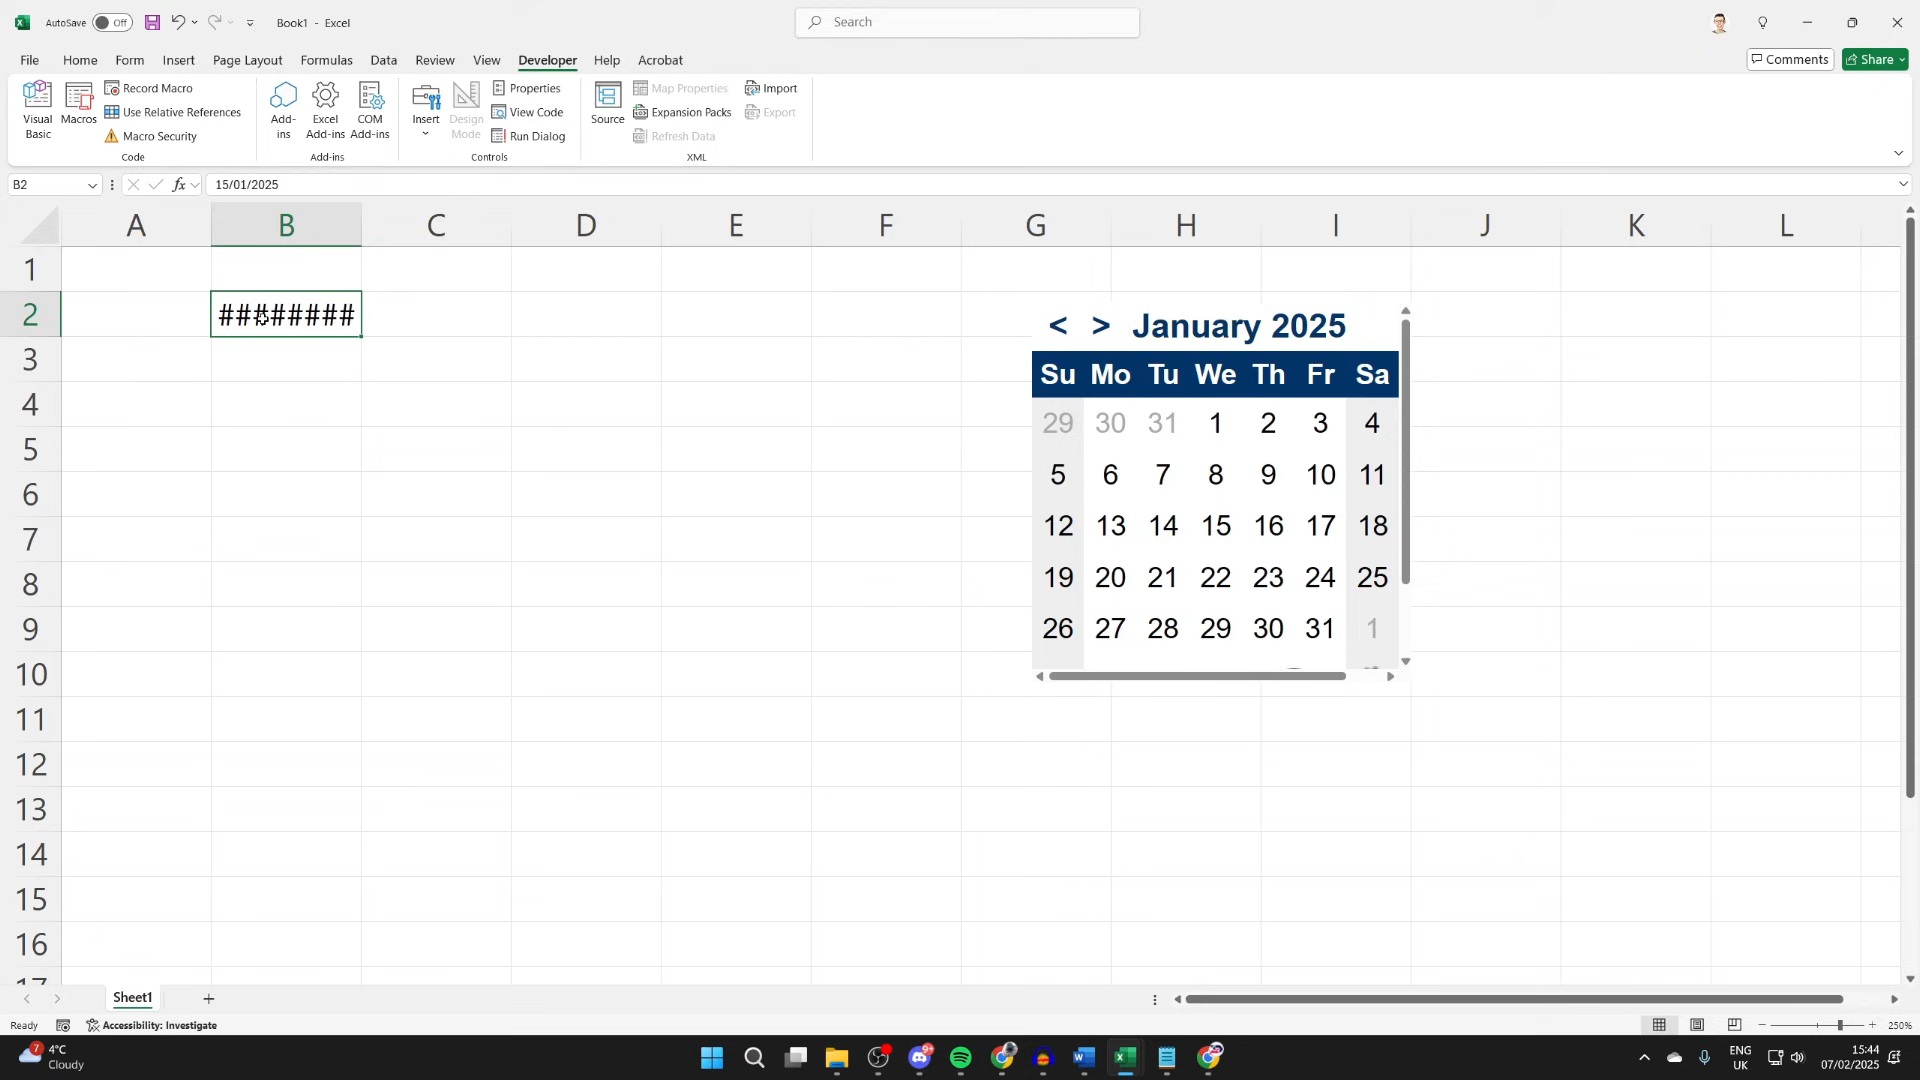 AutoSave Off Book1 - Excel Search
File Home Form Insert Page Layout Formulas Data Review View Developer Help Acrobat Comments Share
Visual Basic
Macros
Record Macro
Use Relative References
Macro Security
Code
Add-ins
Excel Add-ins
COM Add-ins
Add-ins
Insert
Design Mode
Properties
View Code
Run Dialog
Controls
Source
Map Properties
Expansion Packs
Refresh Data
Import
Export
XML
B2 fx 15/01/2025
A B C D E F G H I J K L
1
2 ########
3
4
5
6
7
8
9
10
11
12
13
14
15
16
17
< > January 2025
Su Mo Tu We Th Fr Sa
29 30 31 1 2 3 4
5 6 7 8 9 10 11
12 13 14 15 16 17 18
19 20 21 22 23 24 25
26 27 28 29 30 31 1
Sheet1 +
Ready Accessibility: Investigate 250%
7 4°C
Cloudy
9+
ENG
UK
15:44
07/02/2025